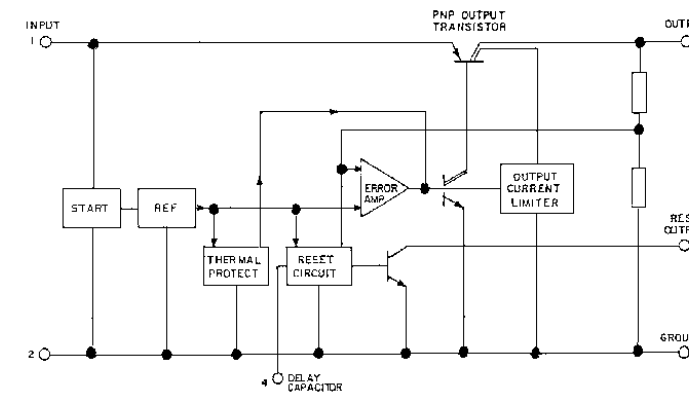 PNP OUTPUT
TRANSISTOR
INPUT
1
START
REF
ERROR
AMP
OUTPUT
CURRENT
LIMITER
THERMAL
PROTECT
RESET
CIRCUIT
2
4
DELAY
CAPACITOR